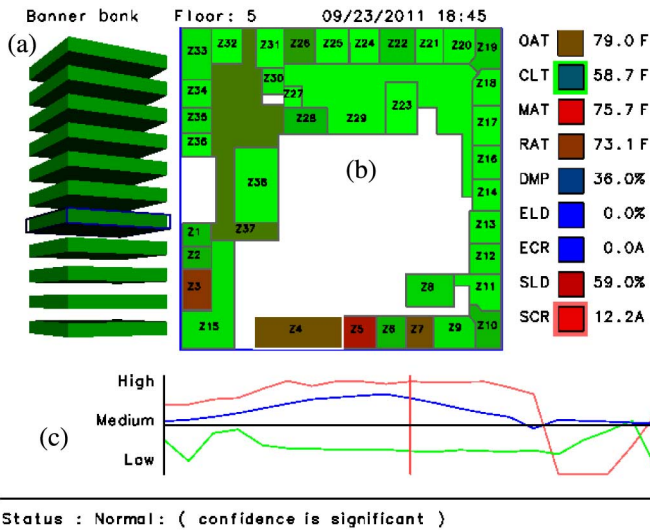 Banner bank Floor: 5 09/23/2011 18:45
(a)
Z33 Z32 Z31 Z26 Z25 Z24 Z22 Z21 Z20 Z19
OAT 79.0 F
Z30 Z18
CLT 58.7 F
Z34 Z27 Z23
MAT 75.7 F
Z35 Z28 Z29 Z17
Z36
RAT 73.1 F
Z38 (b) Z16
DMP 36.0%
Z14
ELD 0.0%
Z1 Z37 Z13
ECR 0.0A
Z2 Z12
Z3 Z8 Z11
SLD 59.0%
Z15 Z4 Z5 Z6 Z7 Z9 Z10
SCR 12.2A
High
Medium
(c)
Low
Status : Normal: ( confidence is significant )